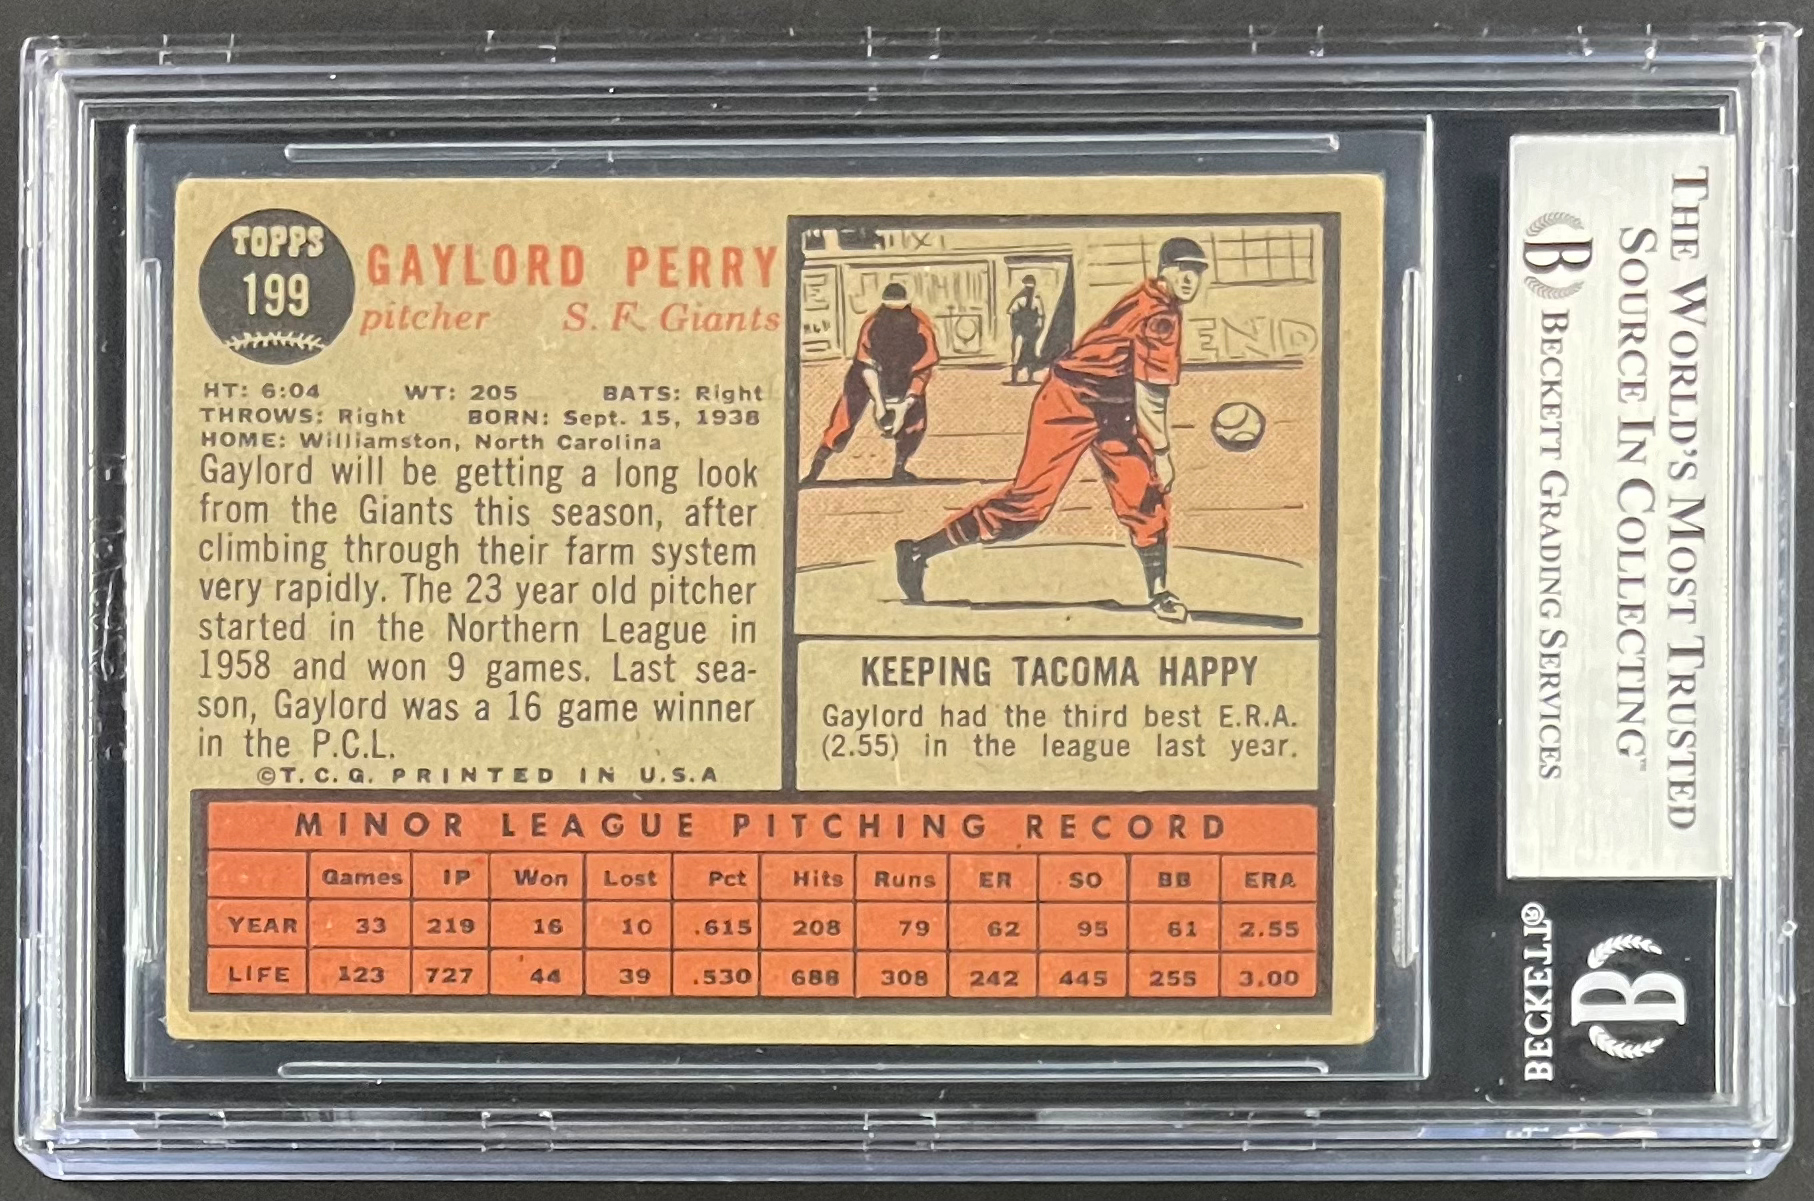 TOPPS
199
GAYLORD PERRY
pitcher S. F. Giants
HT: 6:04 WT: 205 BATS: Right
THROWS: Right BORN: Sept. 15, 1938
HOME: Williamston, North Carolina
Gaylord will be getting a long look
from the Giants this season, after
climbing through their farm system
very rapidly. The 23 year old pitcher
started in the Northern League in
1958 and won 9 games. Last sea-
son, Gaylord was a 16 game winner
in the P.C.L.
©T.C.G. PRINTED IN U.S.A
END
KEEPING TACOMA HAPPY
Gaylord had the third best E.R.A.
(2.55) in the league last year.
MINOR LEAGUE PITCHING RECORD
Games IP Won Lost Pct Hits Runs ER SO BB ERA
YEAR 33 219 16 10 .615 208 79 62 95 61 2.55
LIFE 123 727 44 39 .530 688 308 242 445 255 3.00
THE WORLD'S MOST TRUSTED
SOURCE IN COLLECTING™
B BECKETT GRADING SERVICES
B
BECKETT®